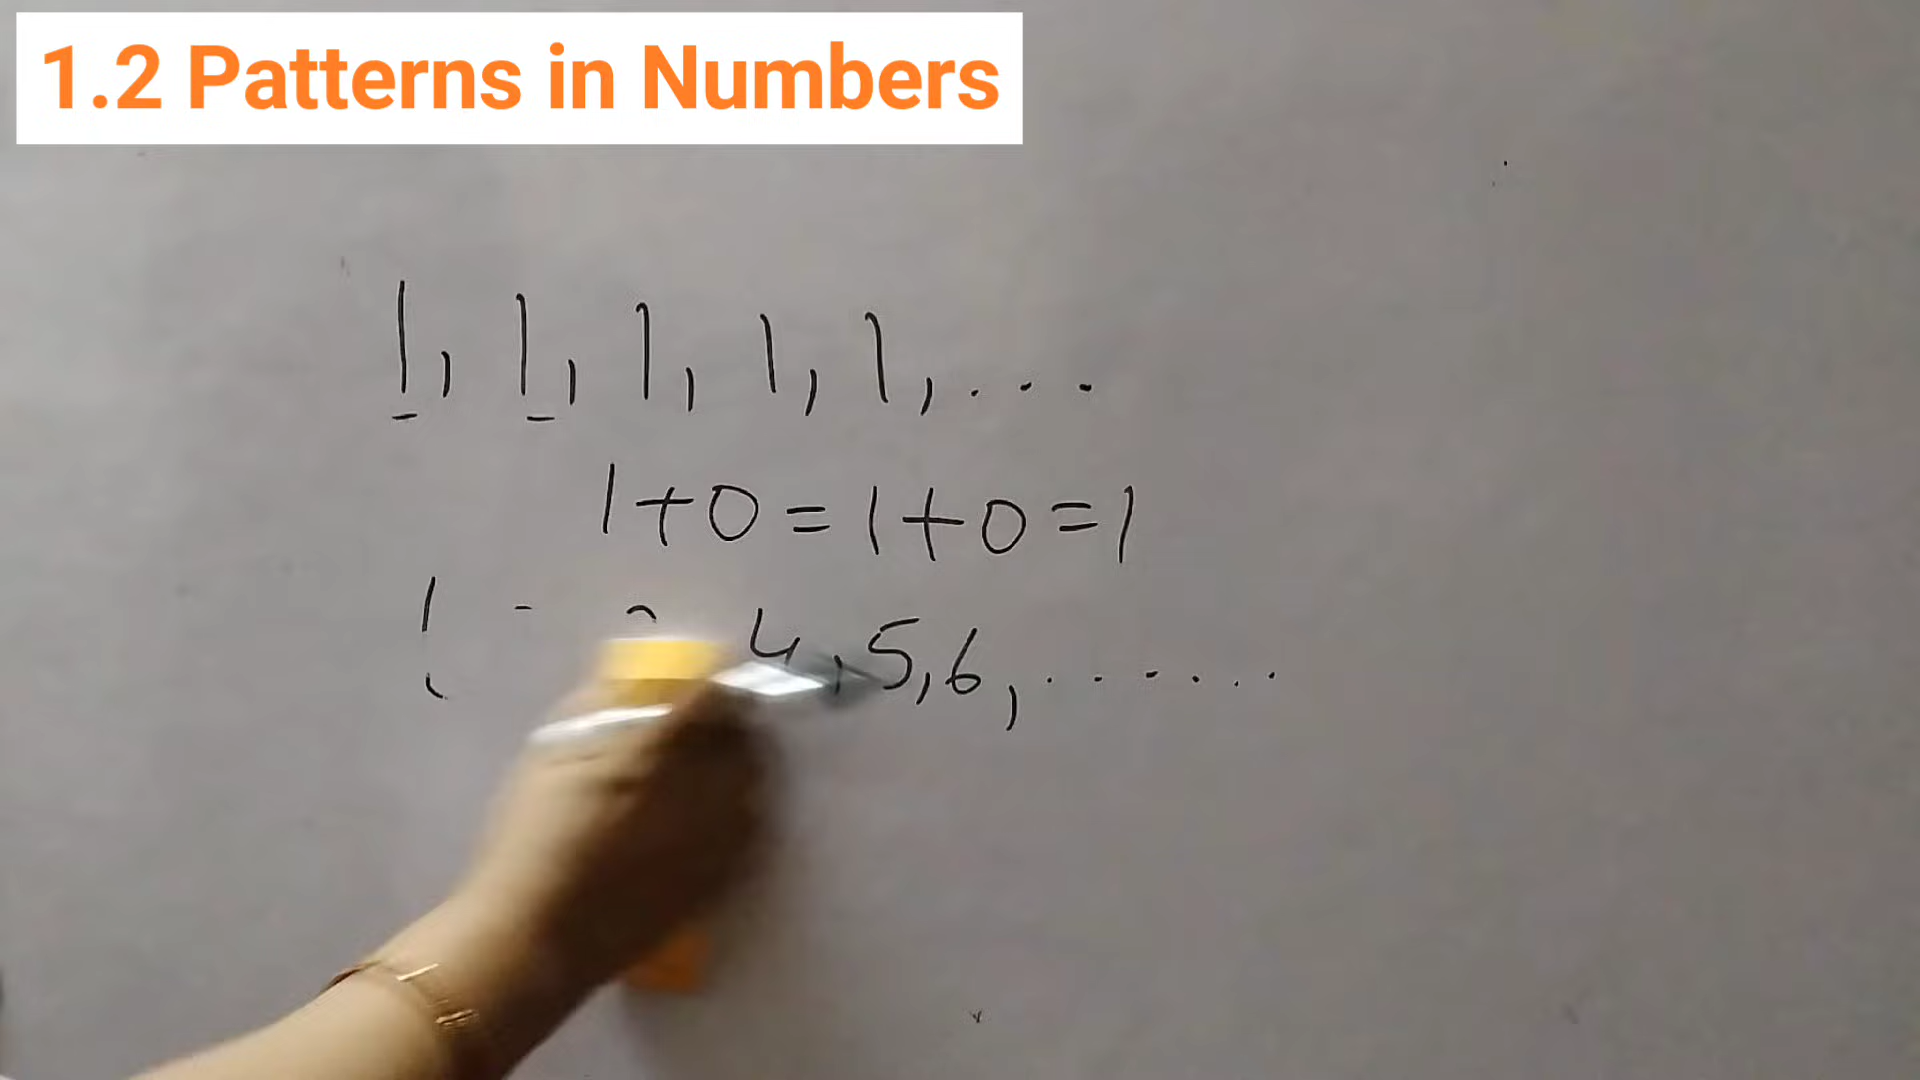 1.2 Patterns in Numbers
1, 1, 1, 1, 1, . . .
1+0=1+0=1
4,5,6, . . . . . .